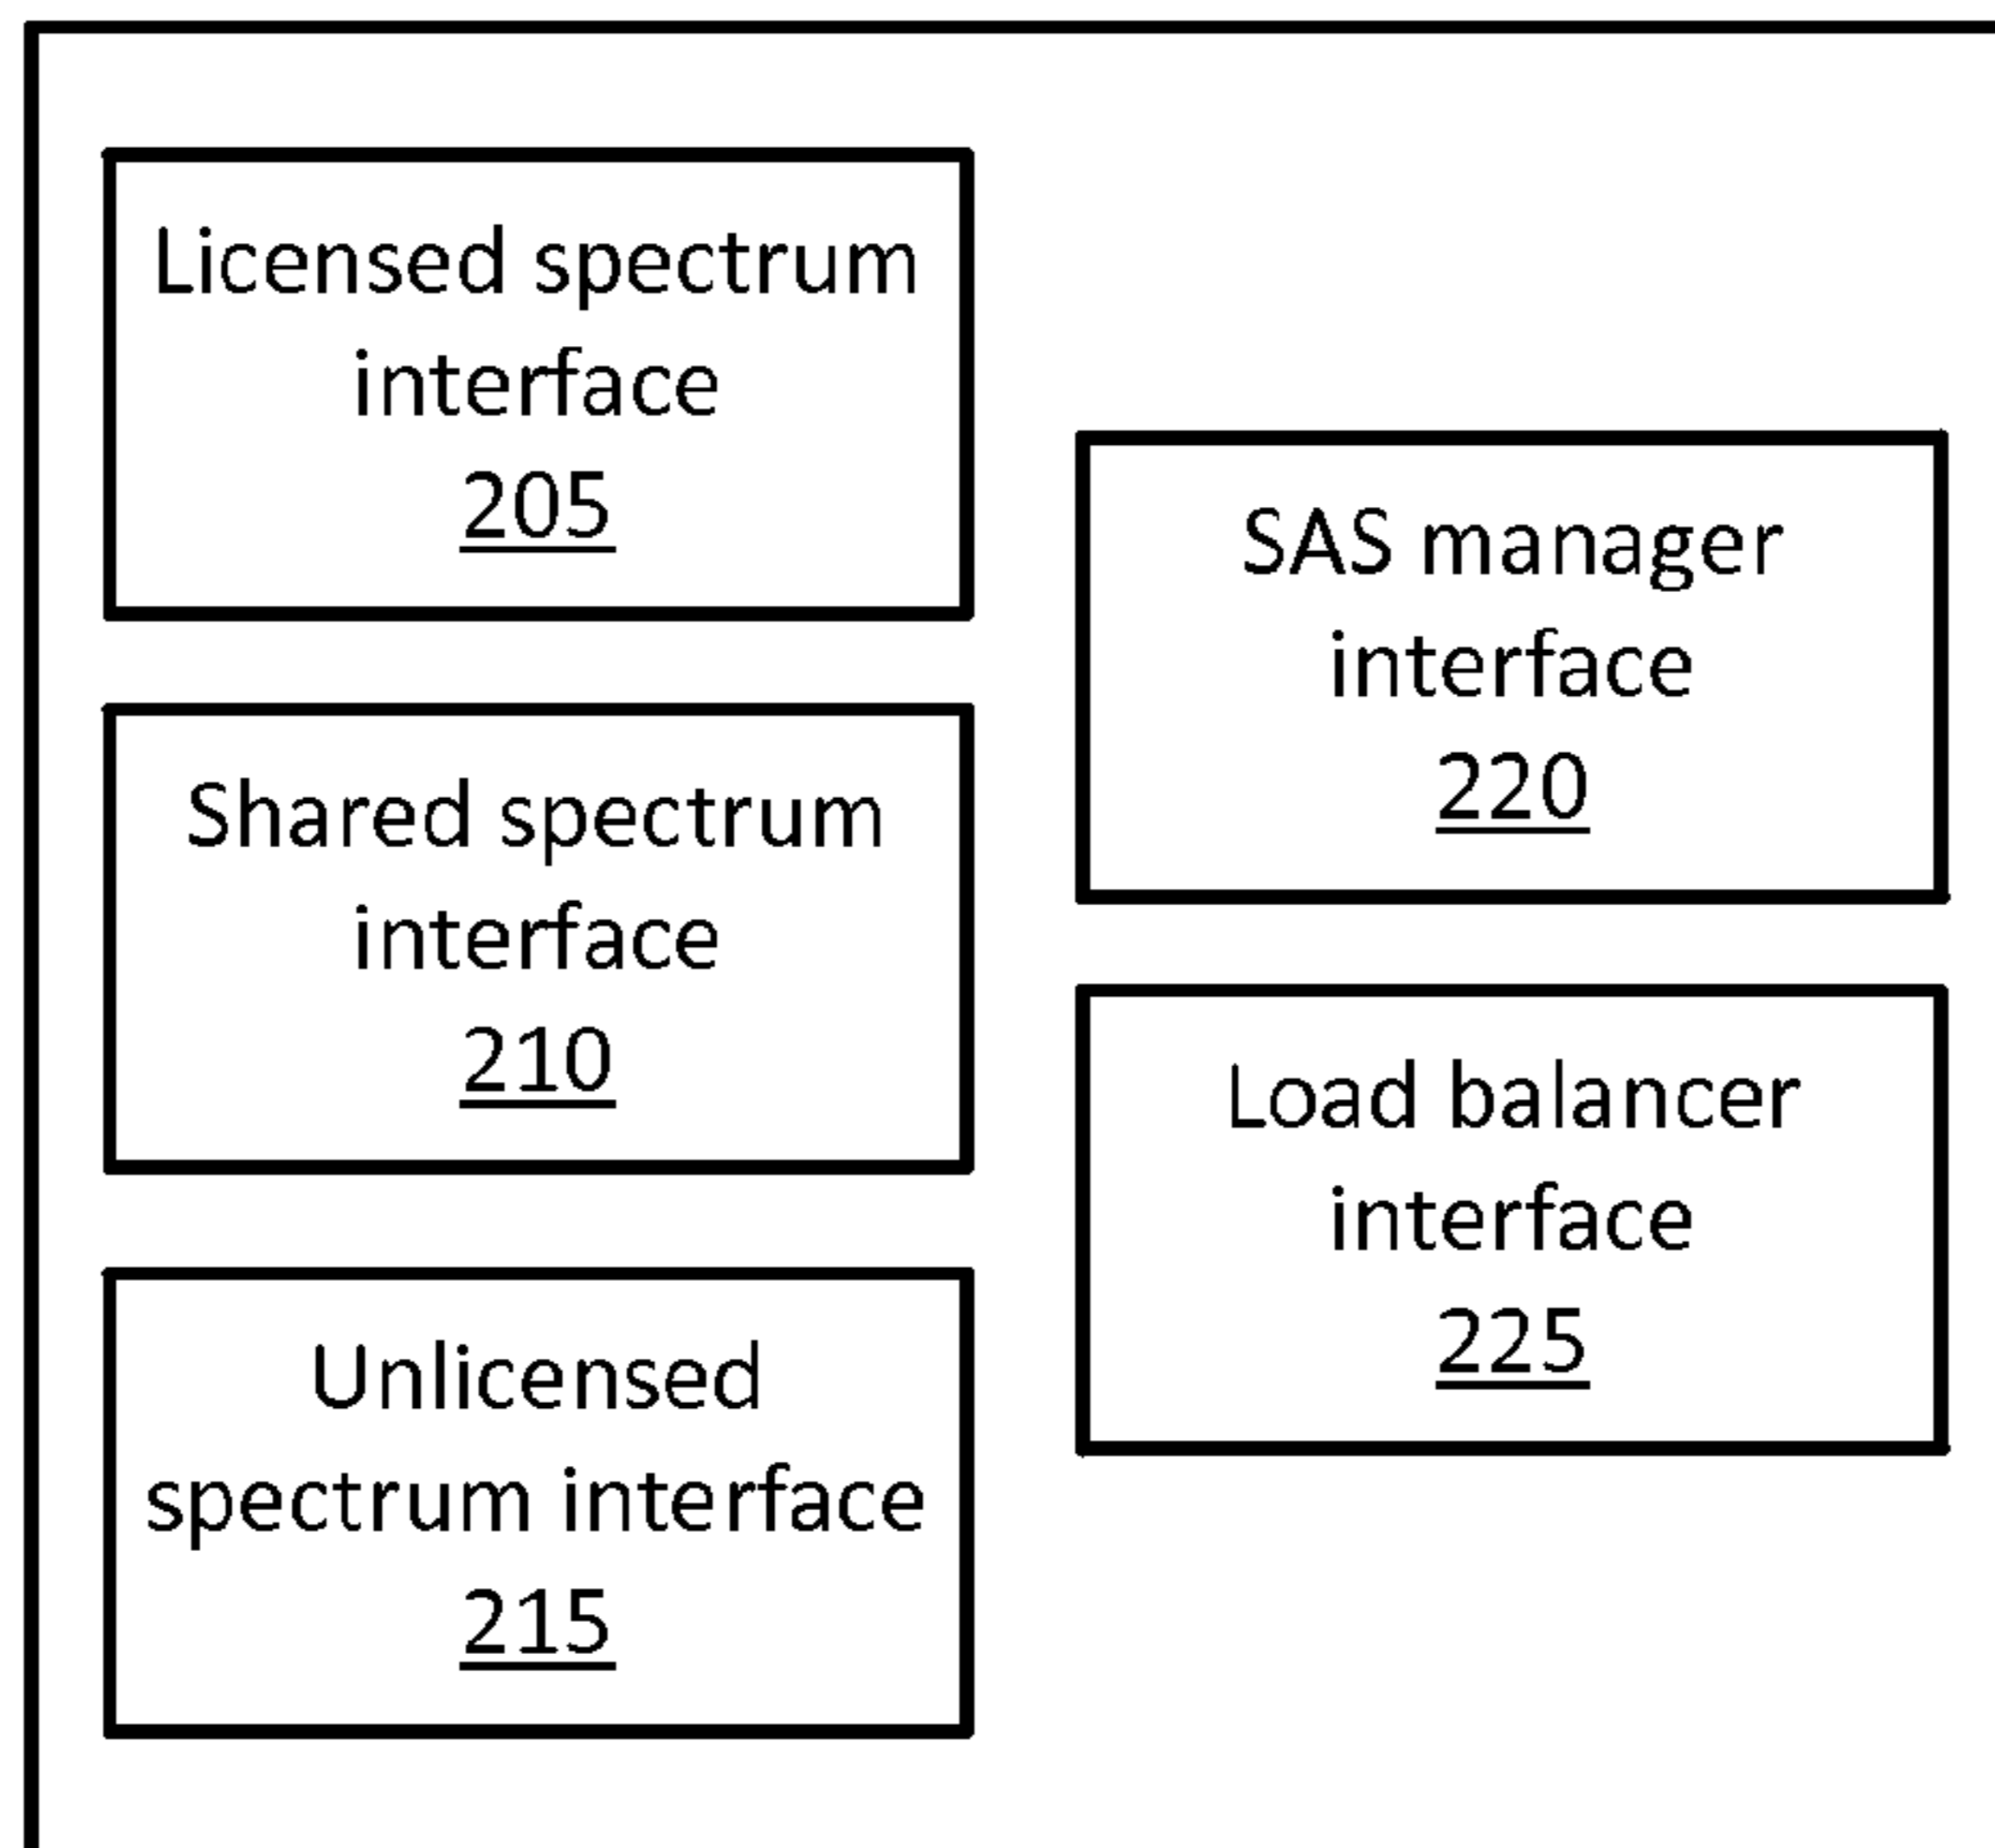 Licensed spectrum
interface
205
Shared spectrum
interface
210
Unlicensed
spectrum interface
215
SAS manager
interface
220
Load balancer
interface
225